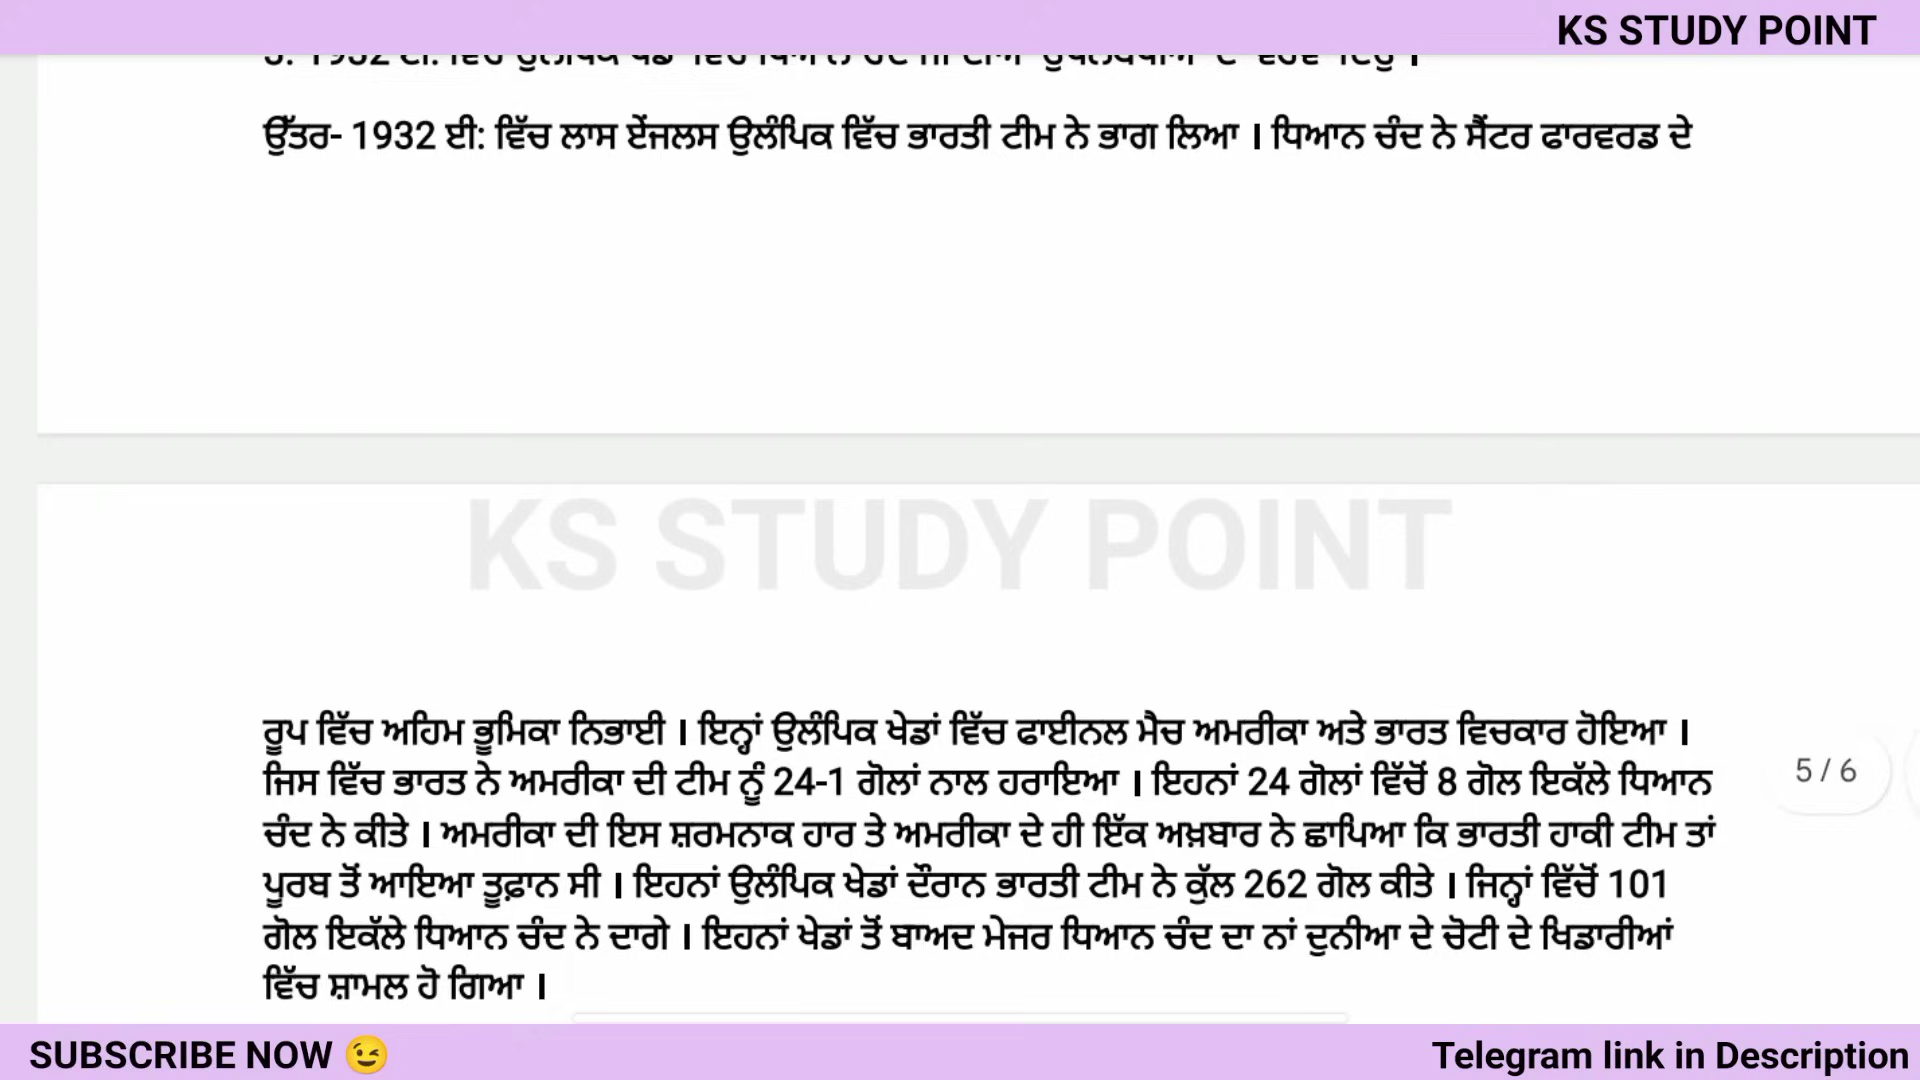 KS STUDY POINT
1932 ਈ: ਵਿੱਚ ਉਲੰਪਿਕ
ਉੱਤਰ- 1932 ਈ: ਵਿੱਚ ਲਾਸ ਏਂਜਲਸ ਉਲੰਪਿਕ ਵਿੱਚ ਭਾਰਤੀ ਟੀਮ ਨੇ ਭਾਗ ਲਿਆ । ਧਿਆਨ ਚੰਦ ਨੇ ਸੈਂਟਰ ਫਾਰਵਰਡ ਦੇ
KS STUDY POINT
ਰੂਪ ਵਿੱਚ ਅਹਿਮ ਭੂਮਿਕਾ ਨਿਭਾਈ । ਇਨ੍ਹਾਂ ਉਲੰਪਿਕ ਖੇਡਾਂ ਵਿੱਚ ਫਾਈਨਲ ਮੈਚ ਅਮਰੀਕਾ ਅਤੇ ਭਾਰਤ ਵਿਚਕਾਰ ਹੋਇਆ ।
ਜਿਸ ਵਿੱਚ ਭਾਰਤ ਨੇ ਅਮਰੀਕਾ ਦੀ ਟੀਮ ਨੂੰ 24-1 ਗੋਲਾਂ ਨਾਲ ਹਰਾਇਆ । ਇਹਨਾਂ 24 ਗੋਲਾਂ ਵਿੱਚੋਂ 8 ਗੋਲ ਇਕੱਲੇ ਧਿਆਨ
5 / 6
ਚੰਦ ਨੇ ਕੀਤੇ । ਅਮਰੀਕਾ ਦੀ ਇਸ ਸ਼ਰਮਨਾਕ ਹਾਰ ਤੇ ਅਮਰੀਕਾ ਦੇ ਹੀ ਇੱਕ ਅਖ਼ਬਾਰ ਨੇ ਛਾਪਿਆ ਕਿ ਭਾਰਤੀ ਹਾਕੀ ਟੀਮ ਤਾਂ
ਪੂਰਬ ਤੋਂ ਆਇਆ ਤੂਫ਼ਾਨ ਸੀ । ਇਹਨਾਂ ਉਲੰਪਿਕ ਖੇਡਾਂ ਦੌਰਾਨ ਭਾਰਤੀ ਟੀਮ ਨੇ ਕੁੱਲ 262 ਗੋਲ ਕੀਤੇ । ਜਿਨ੍ਹਾਂ ਵਿੱਚੋਂ 101
ਗੋਲ ਇਕੱਲੇ ਧਿਆਨ ਚੰਦ ਨੇ ਦਾਗੇ । ਇਹਨਾਂ ਖੇਡਾਂ ਤੋਂ ਬਾਅਦ ਮੇਜਰ ਧਿਆਨ ਚੰਦ ਦਾ ਨਾਂ ਦੁਨੀਆ ਦੇ ਚੋਟੀ ਦੇ ਖਿਡਾਰੀਆਂ
ਵਿੱਚ ਸ਼ਾਮਲ ਹੋ ਗਿਆ ।
SUBSCRIBE NOW 😉
Telegram link in Description